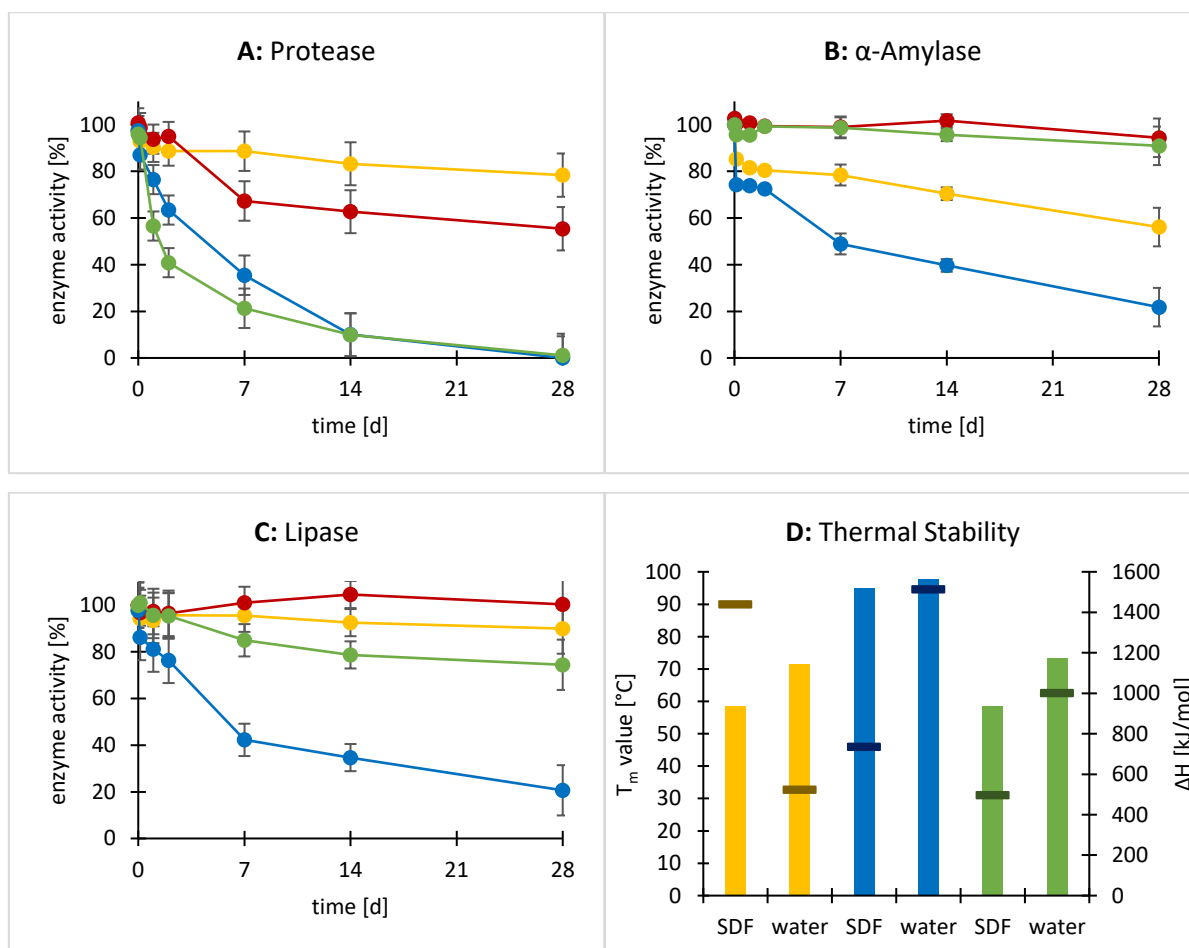 A: Protease
enzyme activity [%]
100
80
60
40
20
0
0 7 14 21 28
time [d]
B: α-Amylase
enzyme activity [%]
100
80
60
40
20
0
0 7 14 21 28
time [d]
C: Lipase
enzyme activity [%]
100
80
60
40
20
0
0 7 14 21 28
time [d]
D: Thermal Stability
Tm value [°C]
100
90
80
70
60
50
40
30
20
10
0
1600
1400
1200
1000
800
600
400
200
0
ΔH [kJ/mol]
SDF water SDF water SDF water